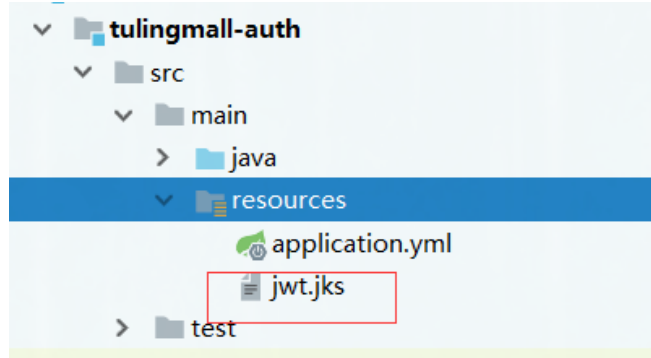 tulingmall-auth
src
main
java
resources
application.yml
jwt.jks
test